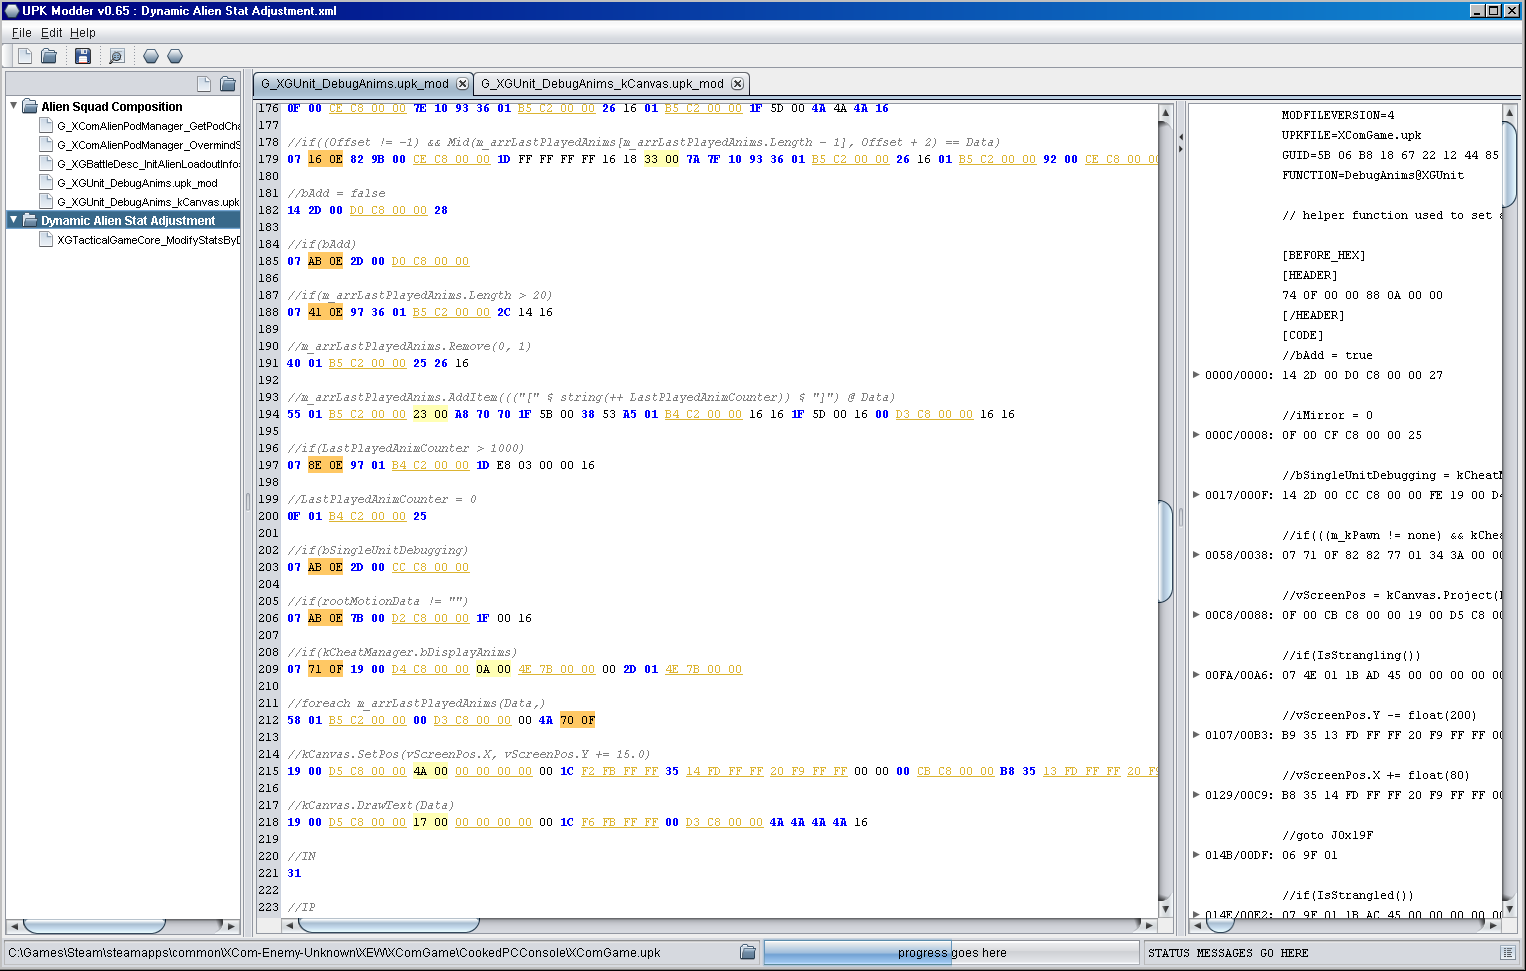 UPK Modder v0.65 : Dynamic Alien Stat Adjustment.xml
File Edit Help
Alien Squad Composition
G_XComAlienPodManager_GetPodCha
G_XComAlienPodManager_OvermindS
G_XGBattleDesc_InitAlienLoadoutInfos
G_XGUnit_DebugAnims.upk_mod
G_XGUnit_DebugAnims_kCanvas.upk
Dynamic Alien Stat Adjustment
XGTacticalGameCore_ModifyStatsByD
G_XGUnit_DebugAnims.upk_mod G_XGUnit_DebugAnims_kCanvas.upk_mod
176 0F 00 CE C8 00 00 7E 10 93 36 01 B5 C2 00 00 26 16 01 B5 C2 00 00 1F 5D 00 4A 4A 4A 16
177
178 //if((Offset != -1) && Mid(m_arrLastPlayedAnims[m_arrLastPlayedAnims.Length - 1], Offset + 2) == Data)
179 07 16 0E 82 9B 00 CE C8 00 00 1D FF FF FF FF 16 18 33 00 7A 7F 10 93 36 01 B5 C2 00 00 26 16 01 B5 C2 00 00 92 00 CE C8 00 00
180
181 //bAdd = false
182 14 2D 00 D0 C8 00 00 28
183
184 //if(bAdd)
185 07 AB 0E 2D 00 D0 C8 00 00
186
187 //if(m_arrLastPlayedAnims.Length > 20)
188 07 41 0E 97 36 01 B5 C2 00 00 2C 14 16
189
190 //m_arrLastPlayedAnims.Remove(0, 1)
191 40 01 B5 C2 00 00 25 26 16
192
193 //m_arrLastPlayedAnims.AddItem((("[" $ string(++ LastPlayedAnimCounter)) $ "]") @ Data)
194 55 01 B5 C2 00 00 23 00 A8 70 70 1F 5B 00 38 53 A5 01 B4 C2 00 00 16 16 1F 5D 00 16 00 D3 C8 00 00 16 16
195
196 //if(LastPlayedAnimCounter > 1000)
197 07 8E 0E 97 01 B4 C2 00 00 1D E8 03 00 00 16
198
199 //LastPlayedAnimCounter = 0
200 0F 01 B4 C2 00 00 25
201
202 //if(bSingleUnitDebugging)
203 07 AB 0E 2D 00 CC C8 00 00
204
205 //if(rootMotionData != "")
206 07 AB 0E 7B 00 D2 C8 00 00 1F 00 16
207
208 //if(kCheatManager.bDisplayAnims)
209 07 71 0F 19 00 D4 C8 00 00 0A 00 4E 7B 00 00 00 2D 01 4E 7B 00 00
210
211 //foreach m_arrLastPlayedAnims(Data,)
212 58 01 B5 C2 00 00 00 D3 C8 00 00 00 4A 70 0F
213
214 //kCanvas.SetPos(vScreenPos.X, vScreenPos.Y += 15.0)
215 19 00 D5 C8 00 00 4A 00 00 00 00 00 00 1C F2 FB FF FF 35 14 FD FF FF 20 F9 FF FF 00 00 00 CB C8 00 00 B8 35 13 FD FF FF 20 F9
216
217 //kCanvas.DrawText(Data)
218 19 00 D5 C8 00 00 17 00 00 00 00 00 00 1C F6 FB FF FF 00 D3 C8 00 00 4A 4A 4A 4A 16
219
220 //IN
221 31
222
223 //IP
MODFILEVERSION=4
UPKFILE=XComGame.upk
GUID=5B 06 B8 18 67 22 12 44 85
FUNCTION=DebugAnims@XGUnit
// helper function used to set a
[BEFORE_HEX]
[HEADER]
74 0F 00 00 88 0A 00 00
[/HEADER]
[CODE]
//bAdd = true
0000/0000: 14 2D 00 D0 C8 00 00 27
//iMirror = 0
000C/0008: 0F 00 CF C8 00 00 25
//bSingleUnitDebugging = kCheatM
0017/000F: 14 2D 00 CC C8 00 00 FE 19 00 D4
//if(((m_kPawn != none) && kChea
0058/0038: 07 71 0F 82 82 77 01 34 3A 00 00
//vScreenPos = kCanvas.Project(
00C8/0088: 0F 00 CB C8 00 00 19 00 D5 C8 00
//if(IsStrangling())
00FA/00A6: 07 4E 01 1B AD 45 00 00 00 00 00
//vScreenPos.Y -= float(200)
0107/00B3: B9 35 13 FD FF FF 20 F9 FF FF 00
//vScreenPos.X += float(80)
0129/00C9: B8 35 14 FD FF FF 20 F9 FF FF 00
//goto J0x19F
014B/00DF: 06 9F 01
//if(IsStrangled())
014E/00E2: 07 9F 01 1B AC 45 00 00 00 00 00
C:\Games\Steam\steamapps\common\XCom-Enemy-Unknown\XEW\XComGame\CookedPCConsole\XComGame.upk
progress goes here
STATUS MESSAGES GO HERE